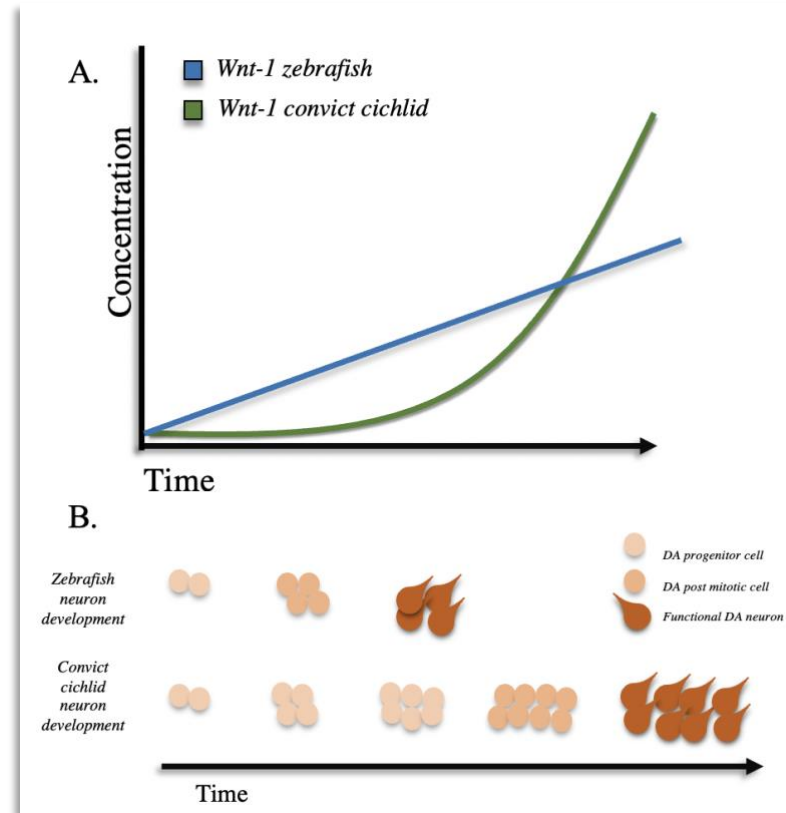 A.
Wnt-1 zebrafish
Wnt-1 convict cichlid
Concentration
Time
B.
Zebrafish
neuron
development
DA progenitor cell
DA post mitotic cell
Functional DA neuron
Convict
cichlid
neuron
development
Time